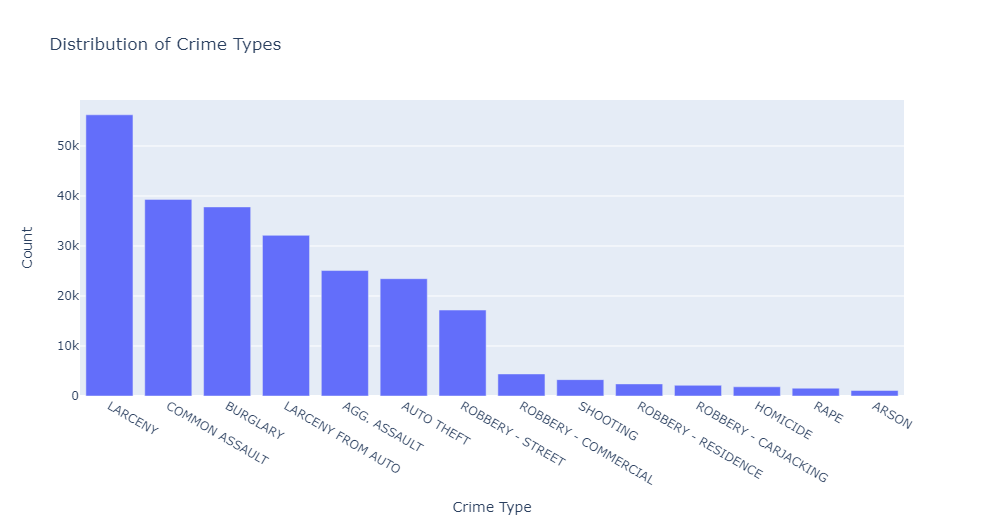 Distribution of Crime Types
Count
50k
40k
30k
20k
10k
0
LARCENY
COMMON ASSAULT
BURGLARY
LARCENY FROM AUTO
AGG. ASSAULT
AUTO THEFT
ROBBERY - STREET
ROBBERY - COMMERCIAL
SHOOTING
ROBBERY - RESIDENCE
ROBBERY - CARJACKING
HOMICIDE
RAPE
ARSON
Crime Type